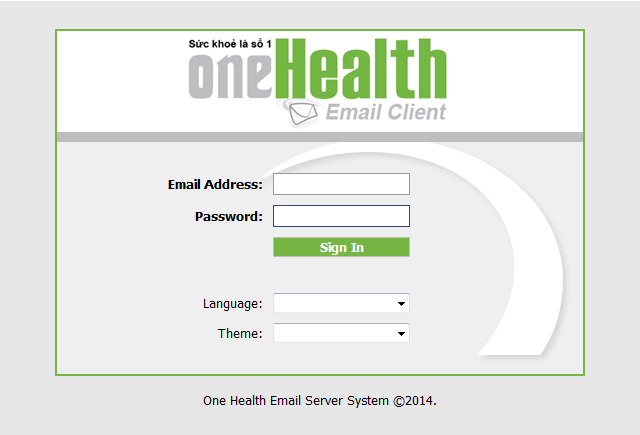 Sức khoẻ là số 1
oneHealth
Email Client
Email Address:
Password:
Sign In
Language:
Theme:
One Health Email Server System ©2014.